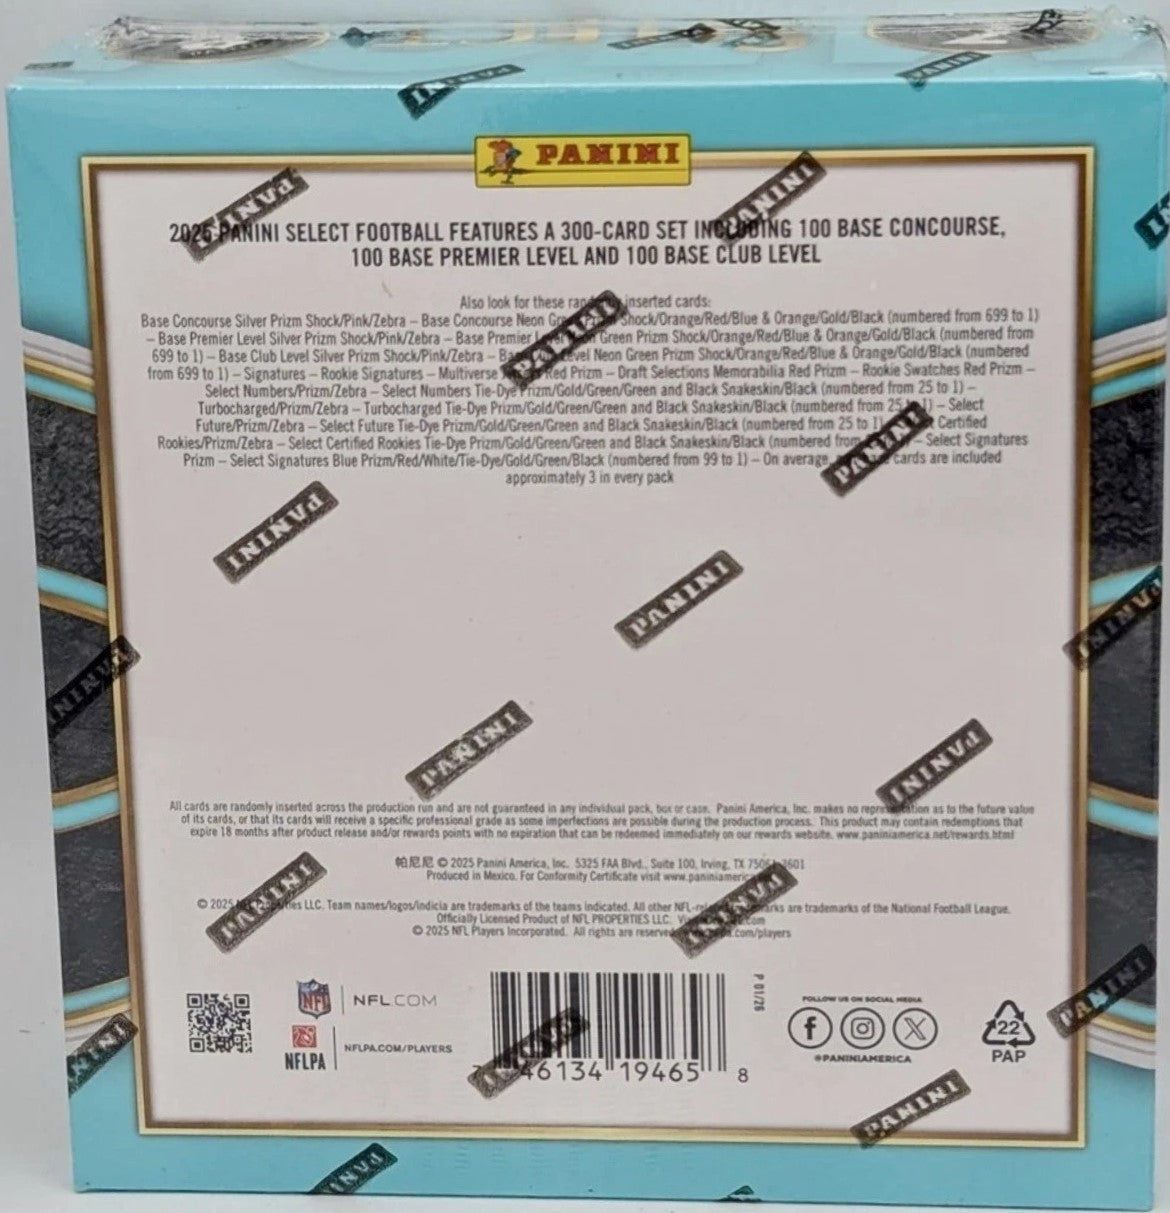 PANINI
2025 PANINI SELECT FOOTBALL FEATURES A 300-CARD SET INCLUDING 100 BASE CONCOURSE,
100 BASE PREMIER LEVEL AND 100 BASE CLUB LEVEL
Also look for these randomly inserted cards:
Base Concourse Silver Prizm Shock/Pink/Zebra – Base Concourse Neon Green Prizm Shock/Orange/Red/Blue & Orange/Gold/Black (numbered from 699 to 1)
– Base Premier Level Silver Prizm Shock/Pink/Zebra – Base Premier Level Neon Green Prizm Shock/Orange/Red/Blue & Orange/Gold/Black (numbered from
699 to 1) – Base Club Level Silver Prizm Shock/Pink/Zebra – Base Club Level Neon Green Prizm Shock/Orange/Red/Blue & Orange/Gold/Black (numbered
from 699 to 1) – Signatures – Rookie Signatures – Multiverse Red Prizm – Draft Selections Memorabilia Red Prizm – Rookie Swatches Red Prizm –
Select Numbers/Prizm/Zebra – Select Numbers Tie-Dye Prizm/Gold/Green/Green and Black Snakeskin/Black (numbered from 25 to 1) –
Turbocharged/Prizm/Zebra – Turbocharged Tie-Dye Prizm/Gold/Green/Green and Black Snakeskin/Black (numbered from 25 to 1) – Select
Future/Prizm/Zebra – Select Future Tie-Dye Prizm/Gold/Green/Green and Black Snakeskin/Black (numbered from 25 to 1) Certified
Rookies/Prizm/Zebra – Select Certified Rookies Tie-Dye Prizm/Gold/Green/Green and Black Snakeskin/Black (numbered from – Select Signatures
Prizm – Select Signatures Blue Prizm/Red/White/Tie-Dye/Gold/Green/Black (numbered from 99 to 1) – On average, cards are included
approximately 3 in every pack
All cards are randomly inserted across the production run and are not guaranteed in any individual pack, box or case. Panini America, Inc. makes no representation as to the future value
of its cards, or that its cards will receive a specific professional grade as some imperfections are possible during the production process. This product may contain redemptions that
expire 18 months after product release and/or rewards points with no expiration that can be redeemed immediately on our rewards website. www.paniniamerica.net/rewards.html
帕尼尼 © 2025 Panini America, Inc. 5325 FAA Blvd., Suite 100, Irving, TX
Produced in Mexico. For Conformity Certificate visit
© 2025 LLC. Team names/logos/indicia are trademarks of the teams indicated. All other NFL-related trademarks are trademarks of the National Football League.
Officially Licensed Product of NFL PROPERTIES LLC.
© 2025 NFL Players Incorporated. All rights are reserved.
NFL NFL.COM
NFLPA NFLPA.COM/PLAYERS
46134 19465 8
P 01/26
FOLLOW US ON SOCIAL MEDIA
@PANINIAMERICA
22
PAP